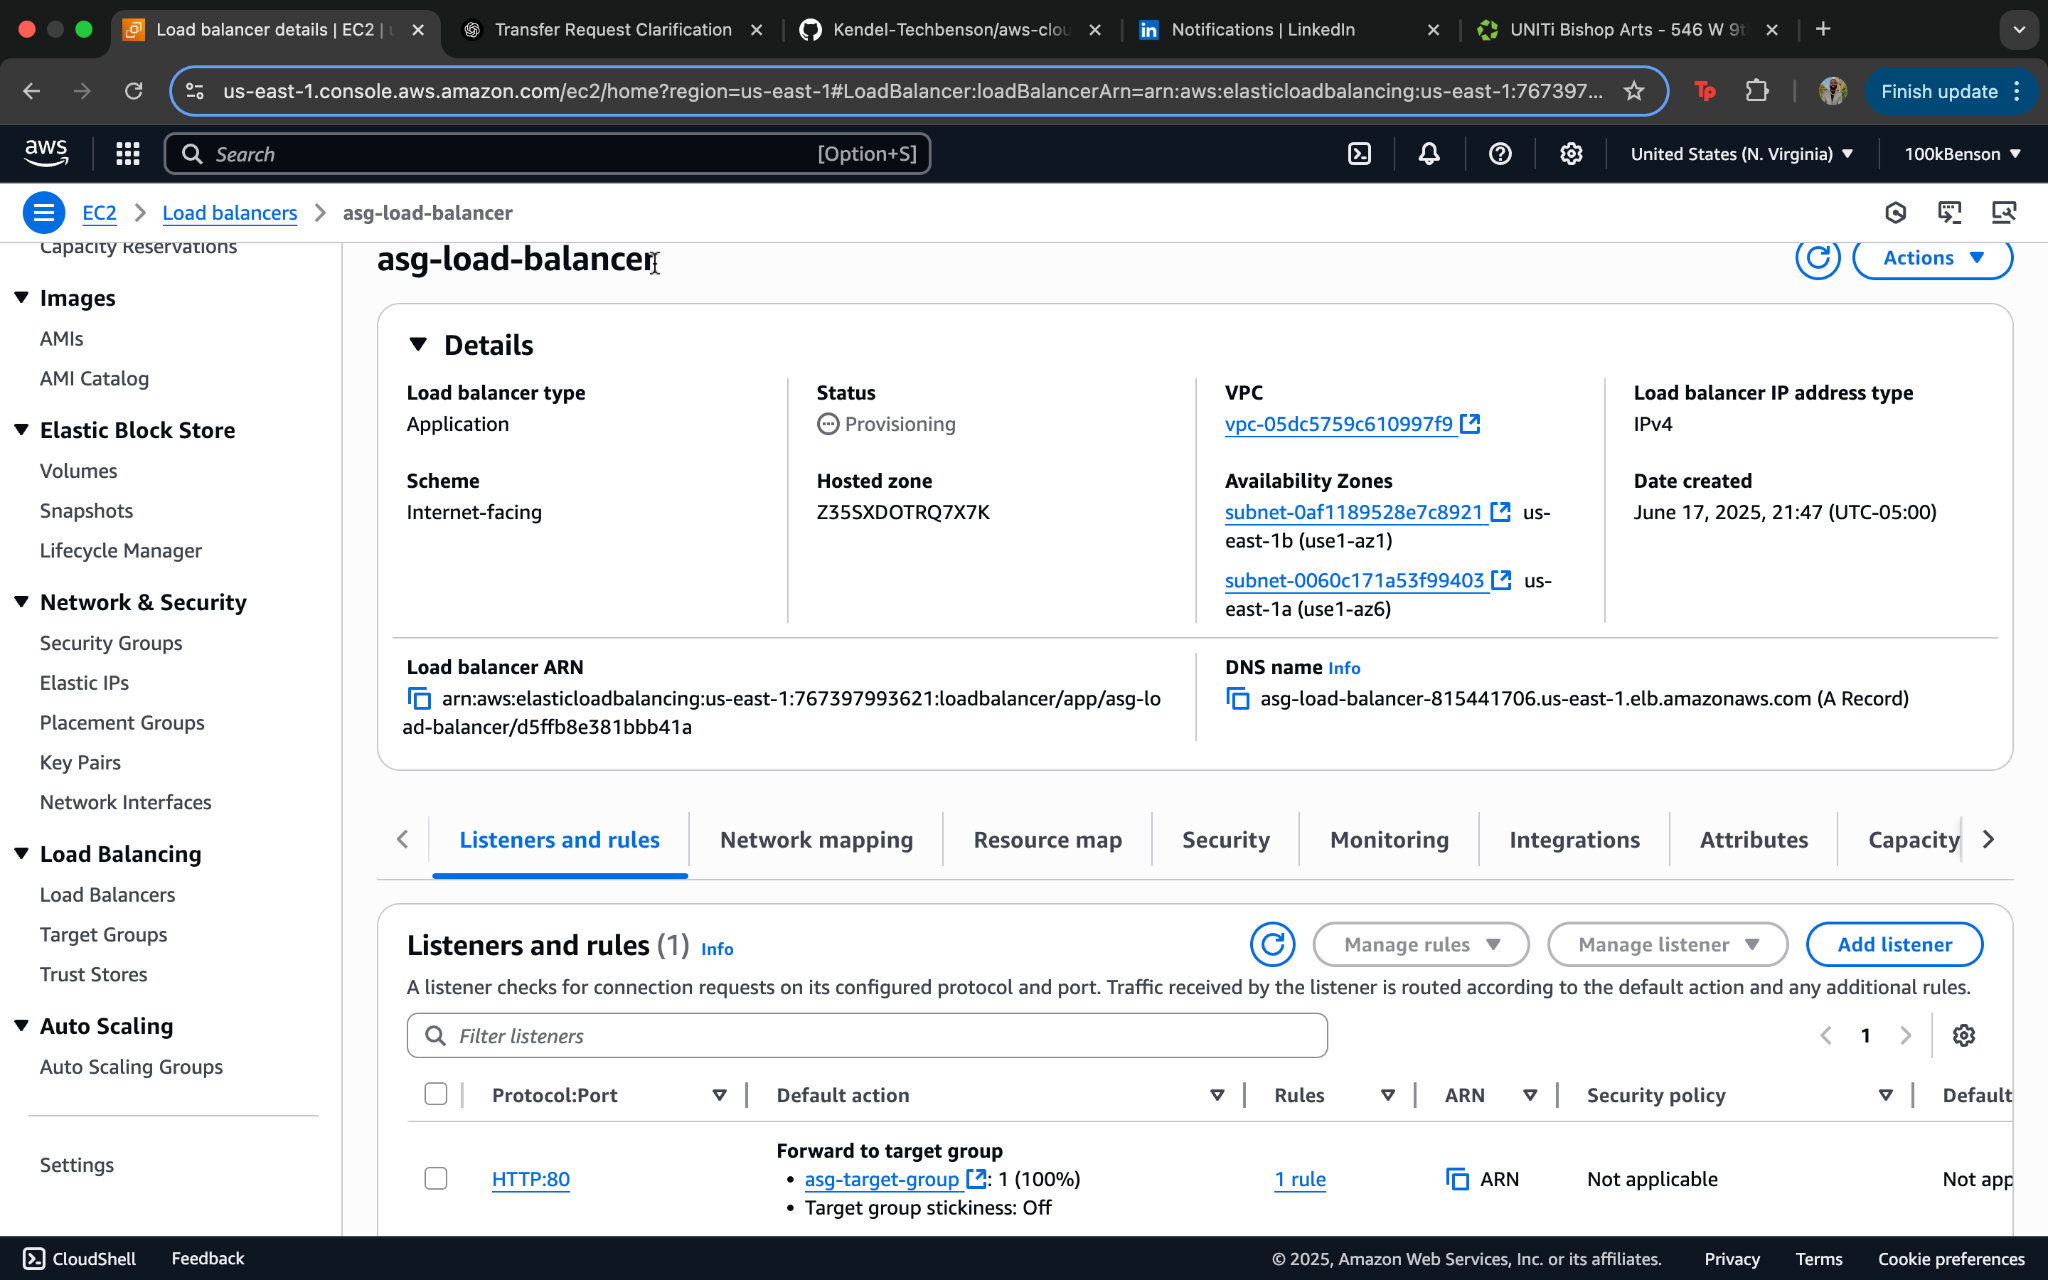 Load balancer details | EC2 | u
Transfer Request Clarification
Kendel-Techbenson/aws-clou
in
Notifications | LinkedIn
UNITi Bishop Arts - 546 W 9t
us-east-1.console.aws.amazon.com/ec2/home?region=us-east-1#LoadBalancer:loadBalancerArn=arn:aws:elasticloadbalancing:us-east-1:767397...
Tp
Finish update
aws
Search
[Option+S]
United States (N. Virginia)
100kBenson
EC2
Load balancers
asg-load-balancer
Capacity Reservations
Images
AMIs
AMI Catalog
Elastic Block Store
Volumes
Snapshots
Lifecycle Manager
Network & Security
Security Groups
Elastic IPs
Placement Groups
Key Pairs
Network Interfaces
Load Balancing
Load Balancers
Target Groups
Trust Stores
Auto Scaling
Auto Scaling Groups
Settings
asg-load-balancer
Actions
Details
Load balancer type
Application
Status
Provisioning
VPC
vpc-05dc5759c610997f9
Load balancer IP address type
IPv4
Scheme
Internet-facing
Hosted zone
Z35SXDOTRQ7X7K
Availability Zones
subnet-0af1189528e7c8921 us-
east-1b (use1-az1)
subnet-0060c171a53f99403 us-
east-1a (use1-az6)
Date created
June 17, 2025, 21:47 (UTC-05:00)
Load balancer ARN
arn:aws:elasticloadbalancing:us-east-1:767397993621:loadbalancer/app/asg-lo
ad-balancer/d5ffb8e381bbb41a
DNS name Info
asg-load-balancer-815441706.us-east-1.elb.amazonaws.com (A Record)
Listeners and rules
Network mapping
Resource map
Security
Monitoring
Integrations
Attributes
Capacity
Listeners and rules (1) Info
Manage rules
Manage listener
Add listener
A listener checks for connection requests on its configured protocol and port. Traffic received by the listener is routed according to the default action and any additional rules.
Filter listeners
1
Protocol:Port
Default action
Rules
ARN
Security policy
Default
HTTP:80
Forward to target group
• asg-target-group : 1 (100%)
• Target group stickiness: Off
1 rule
ARN
Not applicable
Not app
CloudShell
Feedback
© 2025, Amazon Web Services, Inc. or its affiliates.
Privacy
Terms
Cookie preferences